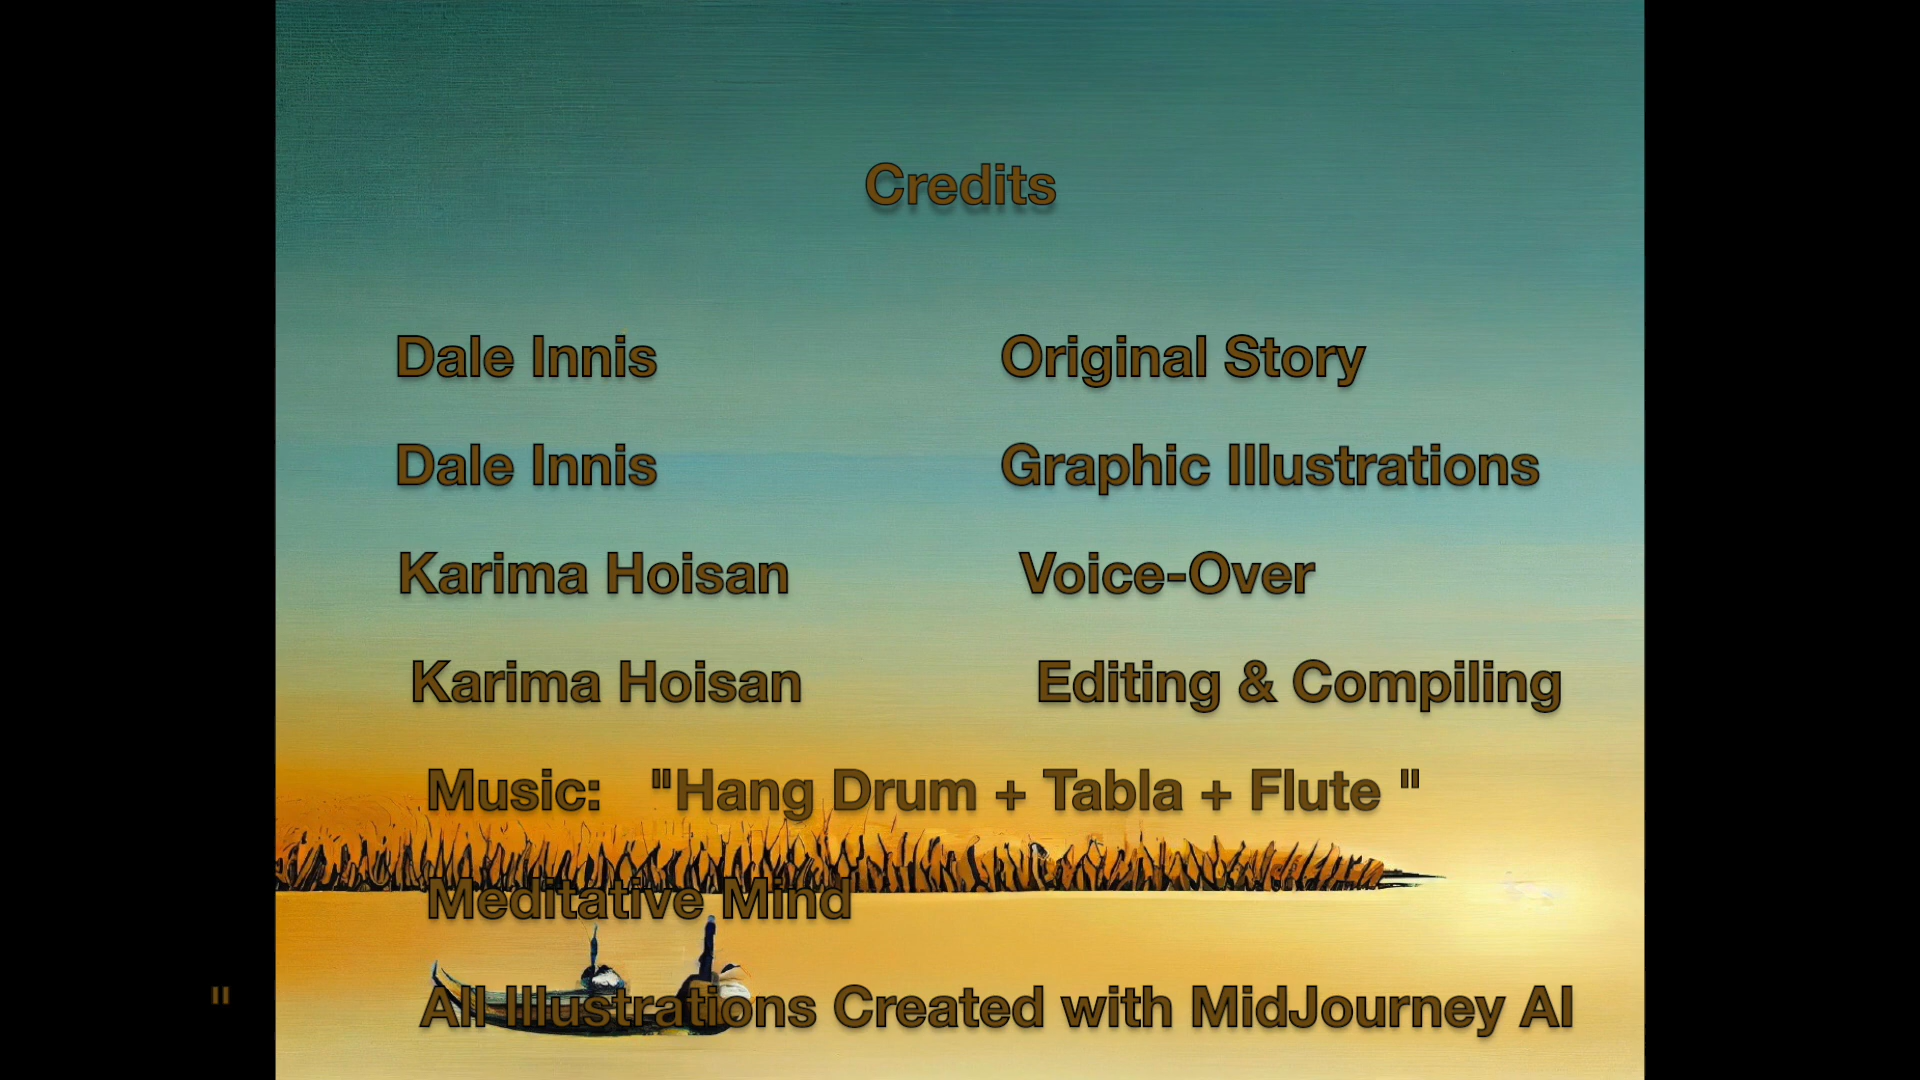 Credits
Dale Innis Original Story
Dale Innis Graphic Illustrations
Karima Hoisan Voice-Over
Karima Hoisan Editing & Compiling
Music: "Hang Drum + Tabla + Flute "
Meditative Mind
" All Illustrations Created with MidJourney AI